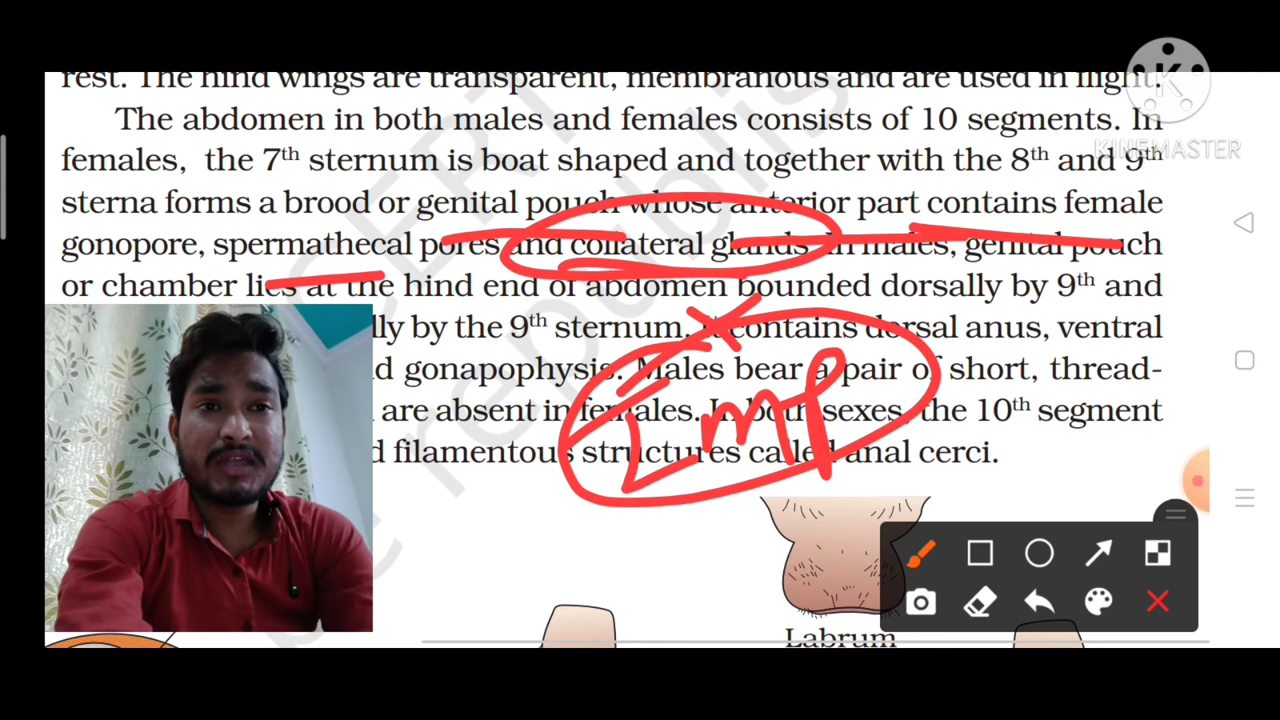 rest. The hind wings are transparent, membranous and are used in flight.
The abdomen in both males and females consists of 10 segments. In
females, the 7th sternum is boat shaped and together with the 8th and 9th
sterna forms a brood or genital pouch whose anterior part contains female
gonopore, spermathecal pores and collateral glands. In males, genital pouch
or chamber lies at the hind end of abdomen bounded dorsally by 9th and
lly by the 9th sternum. It contains dorsal anus, ventral
d gonapophysis. Males bear a pair of short, thread-
are absent in females. In both sexes, the 10th segment
d filamentous structures called anal cerci.
Imp
Labrum
K
KINEMASTER